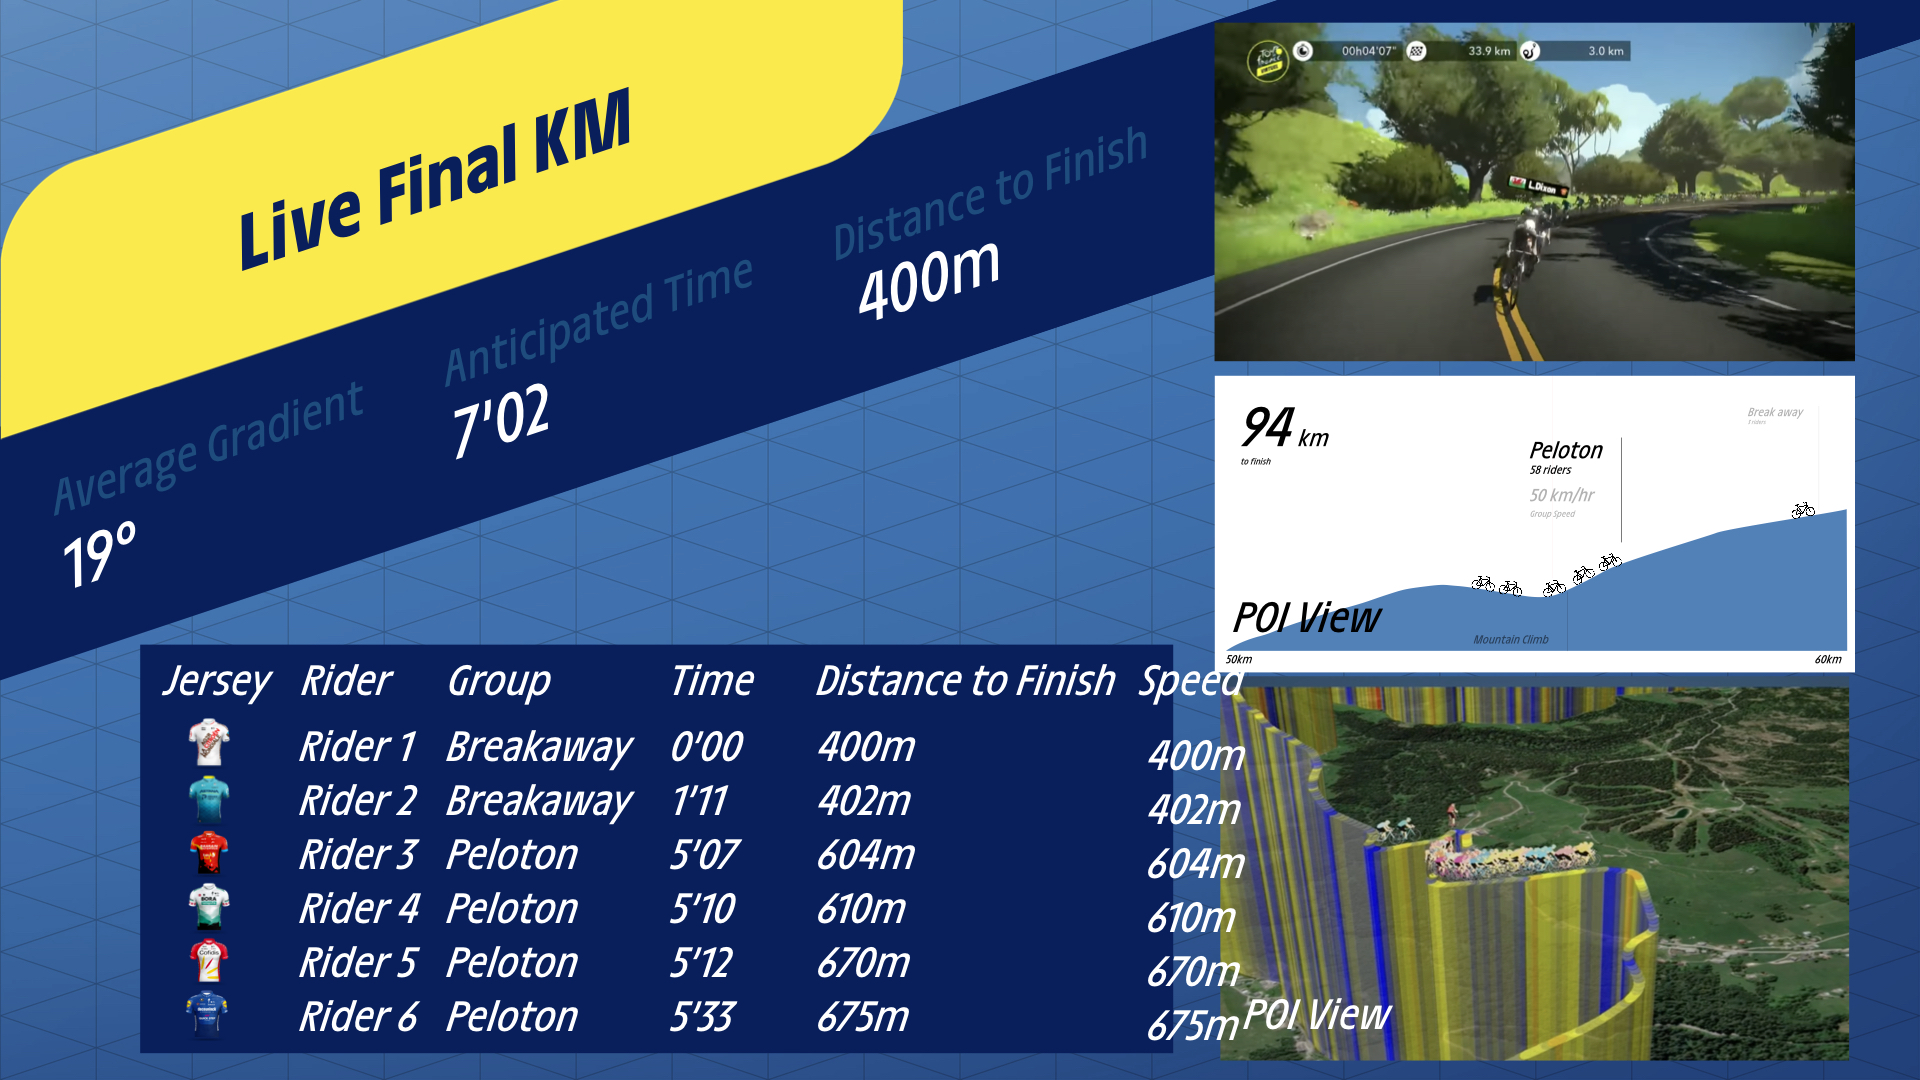 Live Final KM
Average Gradient
19º
Anticipated Time
7'02
Distance to Finish
400m
00h04'07"
33.9 km
3.0 km
L.Dixon
94 km
to finish
Peloton
58 riders
50 km/hr
Group Speed
Break away
POI View
Mountain Climb
50km
60km
Jersey Rider Group Time Distance to Finish Speed
Rider 1 Breakaway 0'00 400m 400m
Rider 2 Breakaway 1'11 402m 402m
Rider 3 Peloton 5'07 604m 604m
Rider 4 Peloton 5'10 610m 610m
Rider 5 Peloton 5'12 670m 670m
Rider 6 Peloton 5'33 675m 675m
BORA
Cofidis
POI View